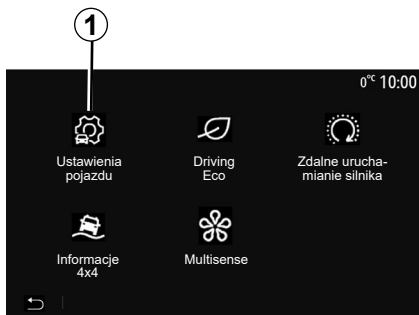 1
0°C 10:00
Ustawienia
pojazdu
Driving
Eco
Zdalne urucha-
mianie silnika
Informacje
4x4
Multisense